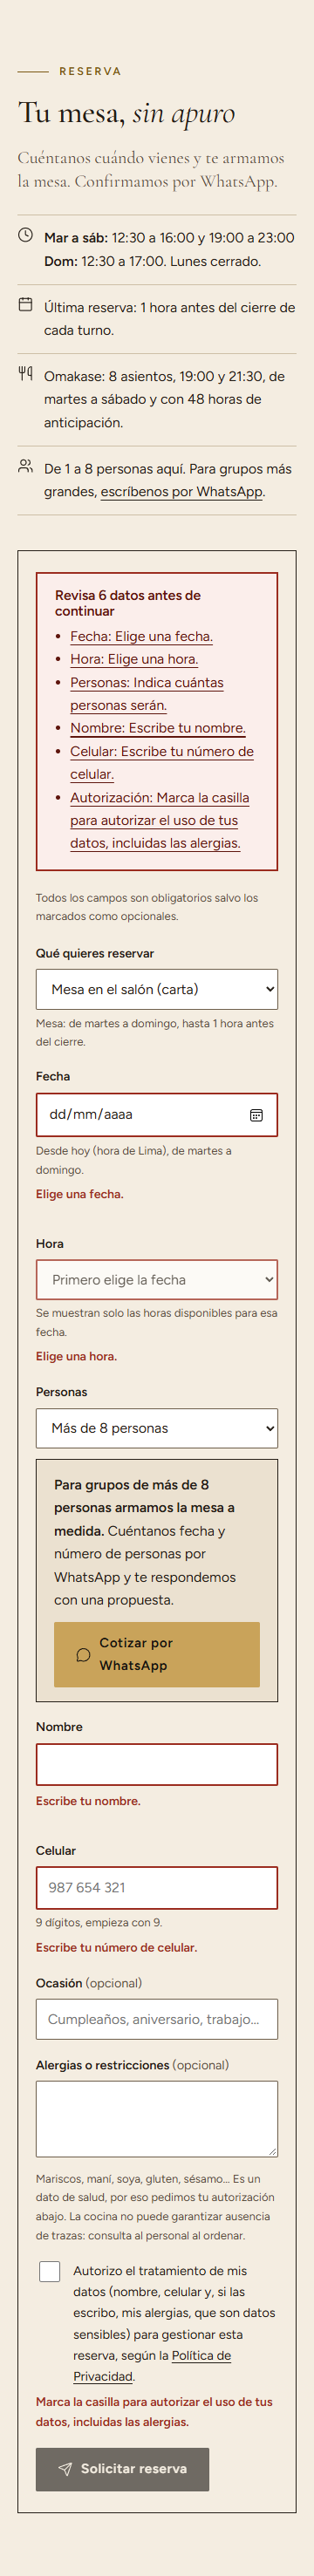 RESERVA
Tu mesa, sin apuro
Cuéntanos cuándo vienes y te armamos
la mesa. Confirmamos por WhatsApp.
Mar a sáb: 12:30 a 16:00 y 19:00 a 23:00
Dom: 12:30 a 17:00. Lunes cerrado.
Última reserva: 1 hora antes del cierre de
cada turno.
Omakase: 8 asientos, 19:00 y 21:30, de
martes a sábado y con 48 horas de
anticipación.
De 1 a 8 personas aquí. Para grupos más
grandes, escríbenos por WhatsApp.
Revisa 6 datos antes de
continuar
• Fecha: Elige una fecha.
• Hora: Elige una hora.
• Personas: Indica cuántas
personas serán.
• Nombre: Escribe tu nombre.
• Celular: Escribe tu número de
celular.
• Autorización: Marca la casilla
para autorizar el uso de tus
datos, incluidas las alergias.
Todos los campos son obligatorios salvo los
marcados como opcionales.
Qué quieres reservar
Mesa en el salón (carta)
Mesa: de martes a domingo, hasta 1 hora antes
del cierre.
Fecha
dd/mm/aaaa
Desde hoy (hora de Lima), de martes a
domingo.
Elige una fecha.
Hora
Primero elige la fecha
Se muestran solo las horas disponibles para esa
fecha.
Elige una hora.
Personas
Más de 8 personas
Para grupos de más de 8
personas armamos la mesa a
medida. Cuéntanos fecha y
número de personas por
WhatsApp y te respondemos
con una propuesta.
Cotizar por
WhatsApp
Nombre
Escribe tu nombre.
Celular
987 654 321
9 dígitos, empieza con 9.
Escribe tu número de celular.
Ocasión (opcional)
Cumpleaños, aniversario, trabajo...
Alergias o restricciones (opcional)
Mariscos, maní, soya, gluten, sésamo... Es un
dato de salud, por eso pedimos tu autorización
abajo. La cocina no puede garantizar ausencia
de trazas: consulta al personal al ordenar.
Autorizo el tratamiento de mis
datos (nombre, celular y, si las
escribo, mis alergias, que son datos
sensibles) para gestionar esta
reserva, según la Política de
Privacidad.
Marca la casilla para autorizar el uso de tus
datos, incluidas las alergias.
Solicitar reserva